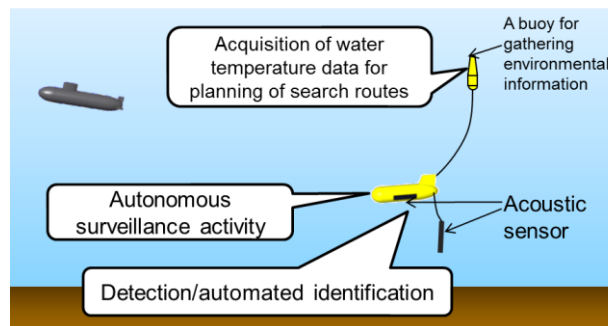 Acquisition of water
temperature data for
planning of search routes
A buoy for
gathering
environmental
information
Autonomous
surveillance activity
Acoustic
sensor
Detection/automated identification